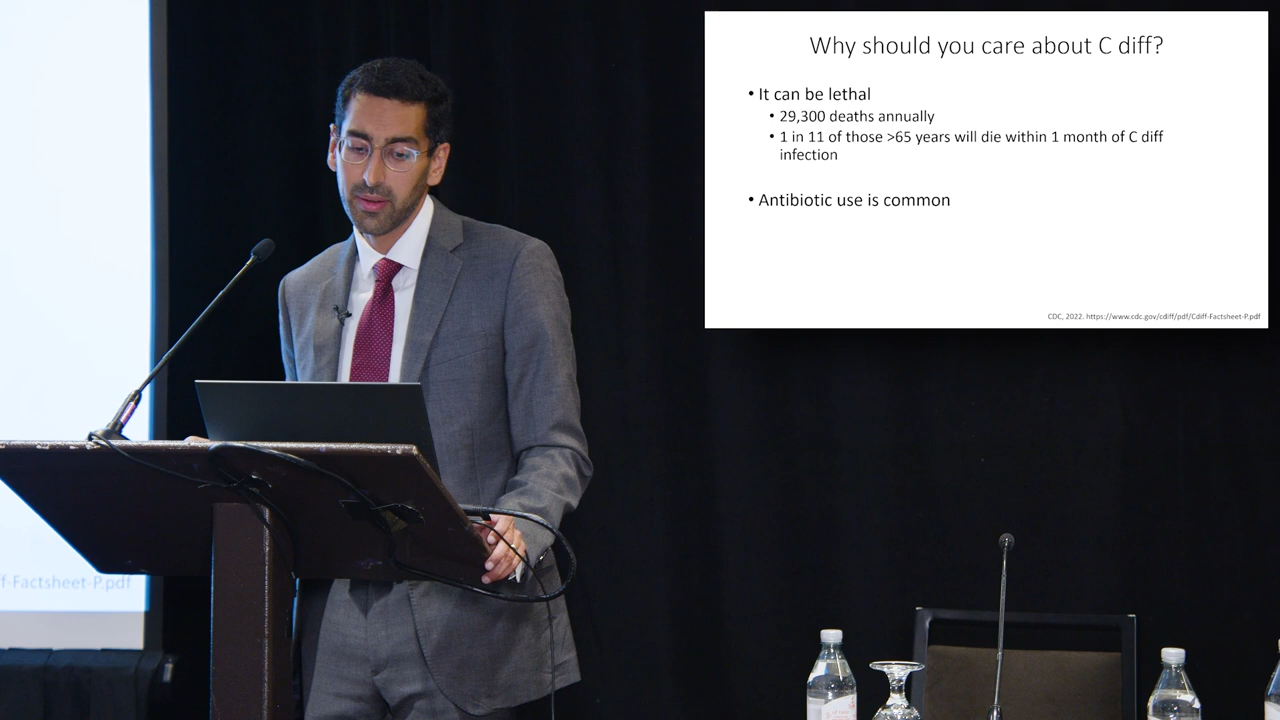 Why should you care about C diff?
• It can be lethal
• 29,300 deaths annually
• 1 in 11 of those >65 years will die within 1 month of C diff
infection
• Antibiotic use is common
CDC, 2022. https://www.cdc.gov/cdiff/pdf/Cdiff-Factsheet-P.pdf
ff-Factsheet-P.pdf